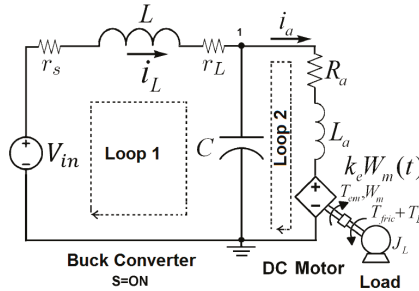 L
1
i_a
r_s
i_L
r_L
R_a
V_in
Loop 1
C
Loop 2
L_a
k_e W_m (t)
T_em, W_m
T_fric + T_L
J_L
Buck Converter
S=ON
DC Motor
Load